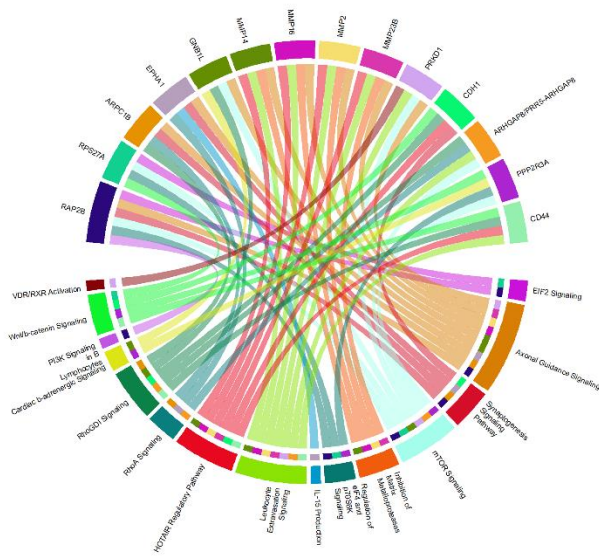 MMP16
MMP14
MMP2
GNB1L
MMP23B
EPHA1
PRKD1
ARPC1B
CDH1
RPS27A
ARHGAP8/PRR5-ARHGAP8
RAP2B
PPP2R3A
CD44
VDR/RXR Activation
Wnt/b-catenin Signaling
PI3K Signaling
in B
Lymphocytes
Cardiac b-adrenergic Signaling
RhoGDI Signaling
RhoA Signaling
HOTAIR Regulatory Pathway
Leukocyte
Extravasation
Signaling
IL-15 Production
Regulation of
eIF4 and
p70S6K
Signaling
Inhibition of
Matrix
Metalloproteases
mTOR Signaling
Synaptogenesis
Signaling
Pathway
Axonal Guidance Signaling
EIF2 Signaling